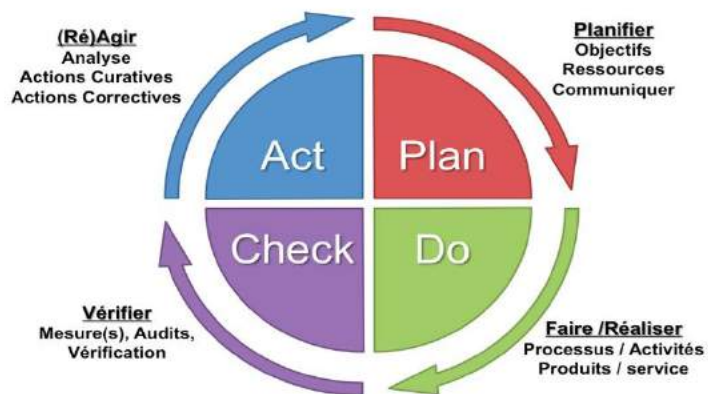 (Ré)Agir
Analyse
Actions Curatives
Actions Correctives
Planifier
Objectifs
Ressources
Communiquer
Act
Plan
Check
Do
Vérifier
Mesure(s), Audits,
Vérification
Faire /Réaliser
Processus / Activités
Produits / service